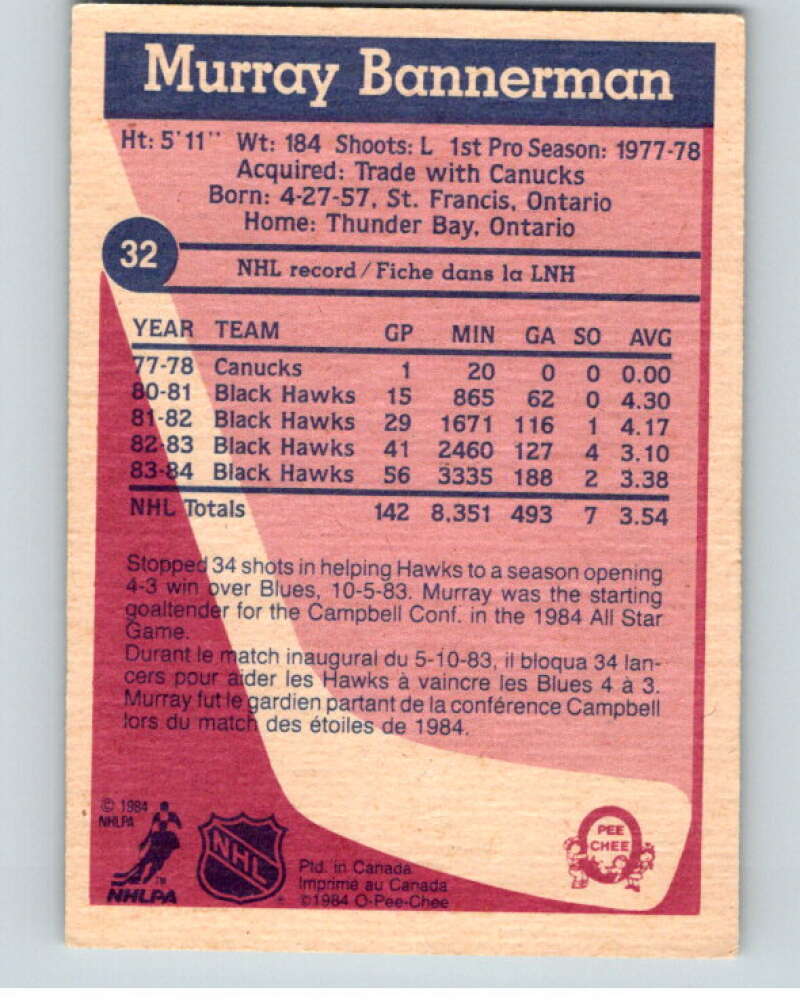 Murray Bannerman
Ht: 5'11" Wt: 184 Shoots: L 1st Pro Season: 1977-78
Acquired: Trade with Canucks
Born: 4-27-57, St. Francis, Ontario
Home: Thunder Bay, Ontario
32
NHL record/Fiche dans la LNH
YEAR TEAM GP MIN GA SO AVG
77-78 Canucks 1 20 0 0 0.00
80-81 Black Hawks 15 865 62 0 4.30
81-82 Black Hawks 29 1671 116 1 4.17
82-83 Black Hawks 41 2460 127 4 3.10
83-84 Black Hawks 56 3335 188 2 3.38
NHL Totals 142 8,351 493 7 3.54
Stopped 34 shots in helping Hawks to a season opening
4-3 win over Blues, 10-5-83. Murray was the starting
goaltender for the Campbell Conf. in the 1984 All Star
Game.
Durant le match inaugural du 5-10-83, il bloqua 34 lan-
cers pour aider les Hawks à vaincre les Blues 4 à 3.
Murray fut le gardien partant de la conférence Campbell
lors du match des étoiles de 1984.
© 1984
NHLPA
TM
NHLPA
NHL
Ptd. in Canada
Imprimé au Canada
©1984 O-Pee-Chee
PEE
CHEE